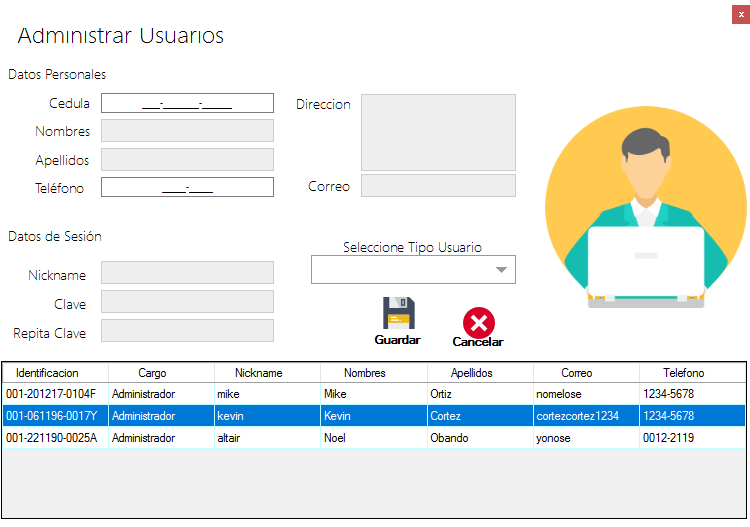 x
Administrar Usuarios
Datos Personales
Cedula ___-______-_____
Nombres
Apellidos
Teléfono ____-____
Direccion
Correo
Datos de Sesión
Nickname
Clave
Repita Clave
Seleccione Tipo Usuario
Guardar
Cancelar
Identificacion Cargo Nickname Nombres Apellidos Correo Telefono
001-201217-0104F Administrador mike Mike Ortiz nomelose 1234-5678
001-061196-0017Y Administrador kevin Kevin Cortez cortezcortez1234 1234-5678
001-221190-0025A Administrador altair Noel Obando yonose 0012-2119